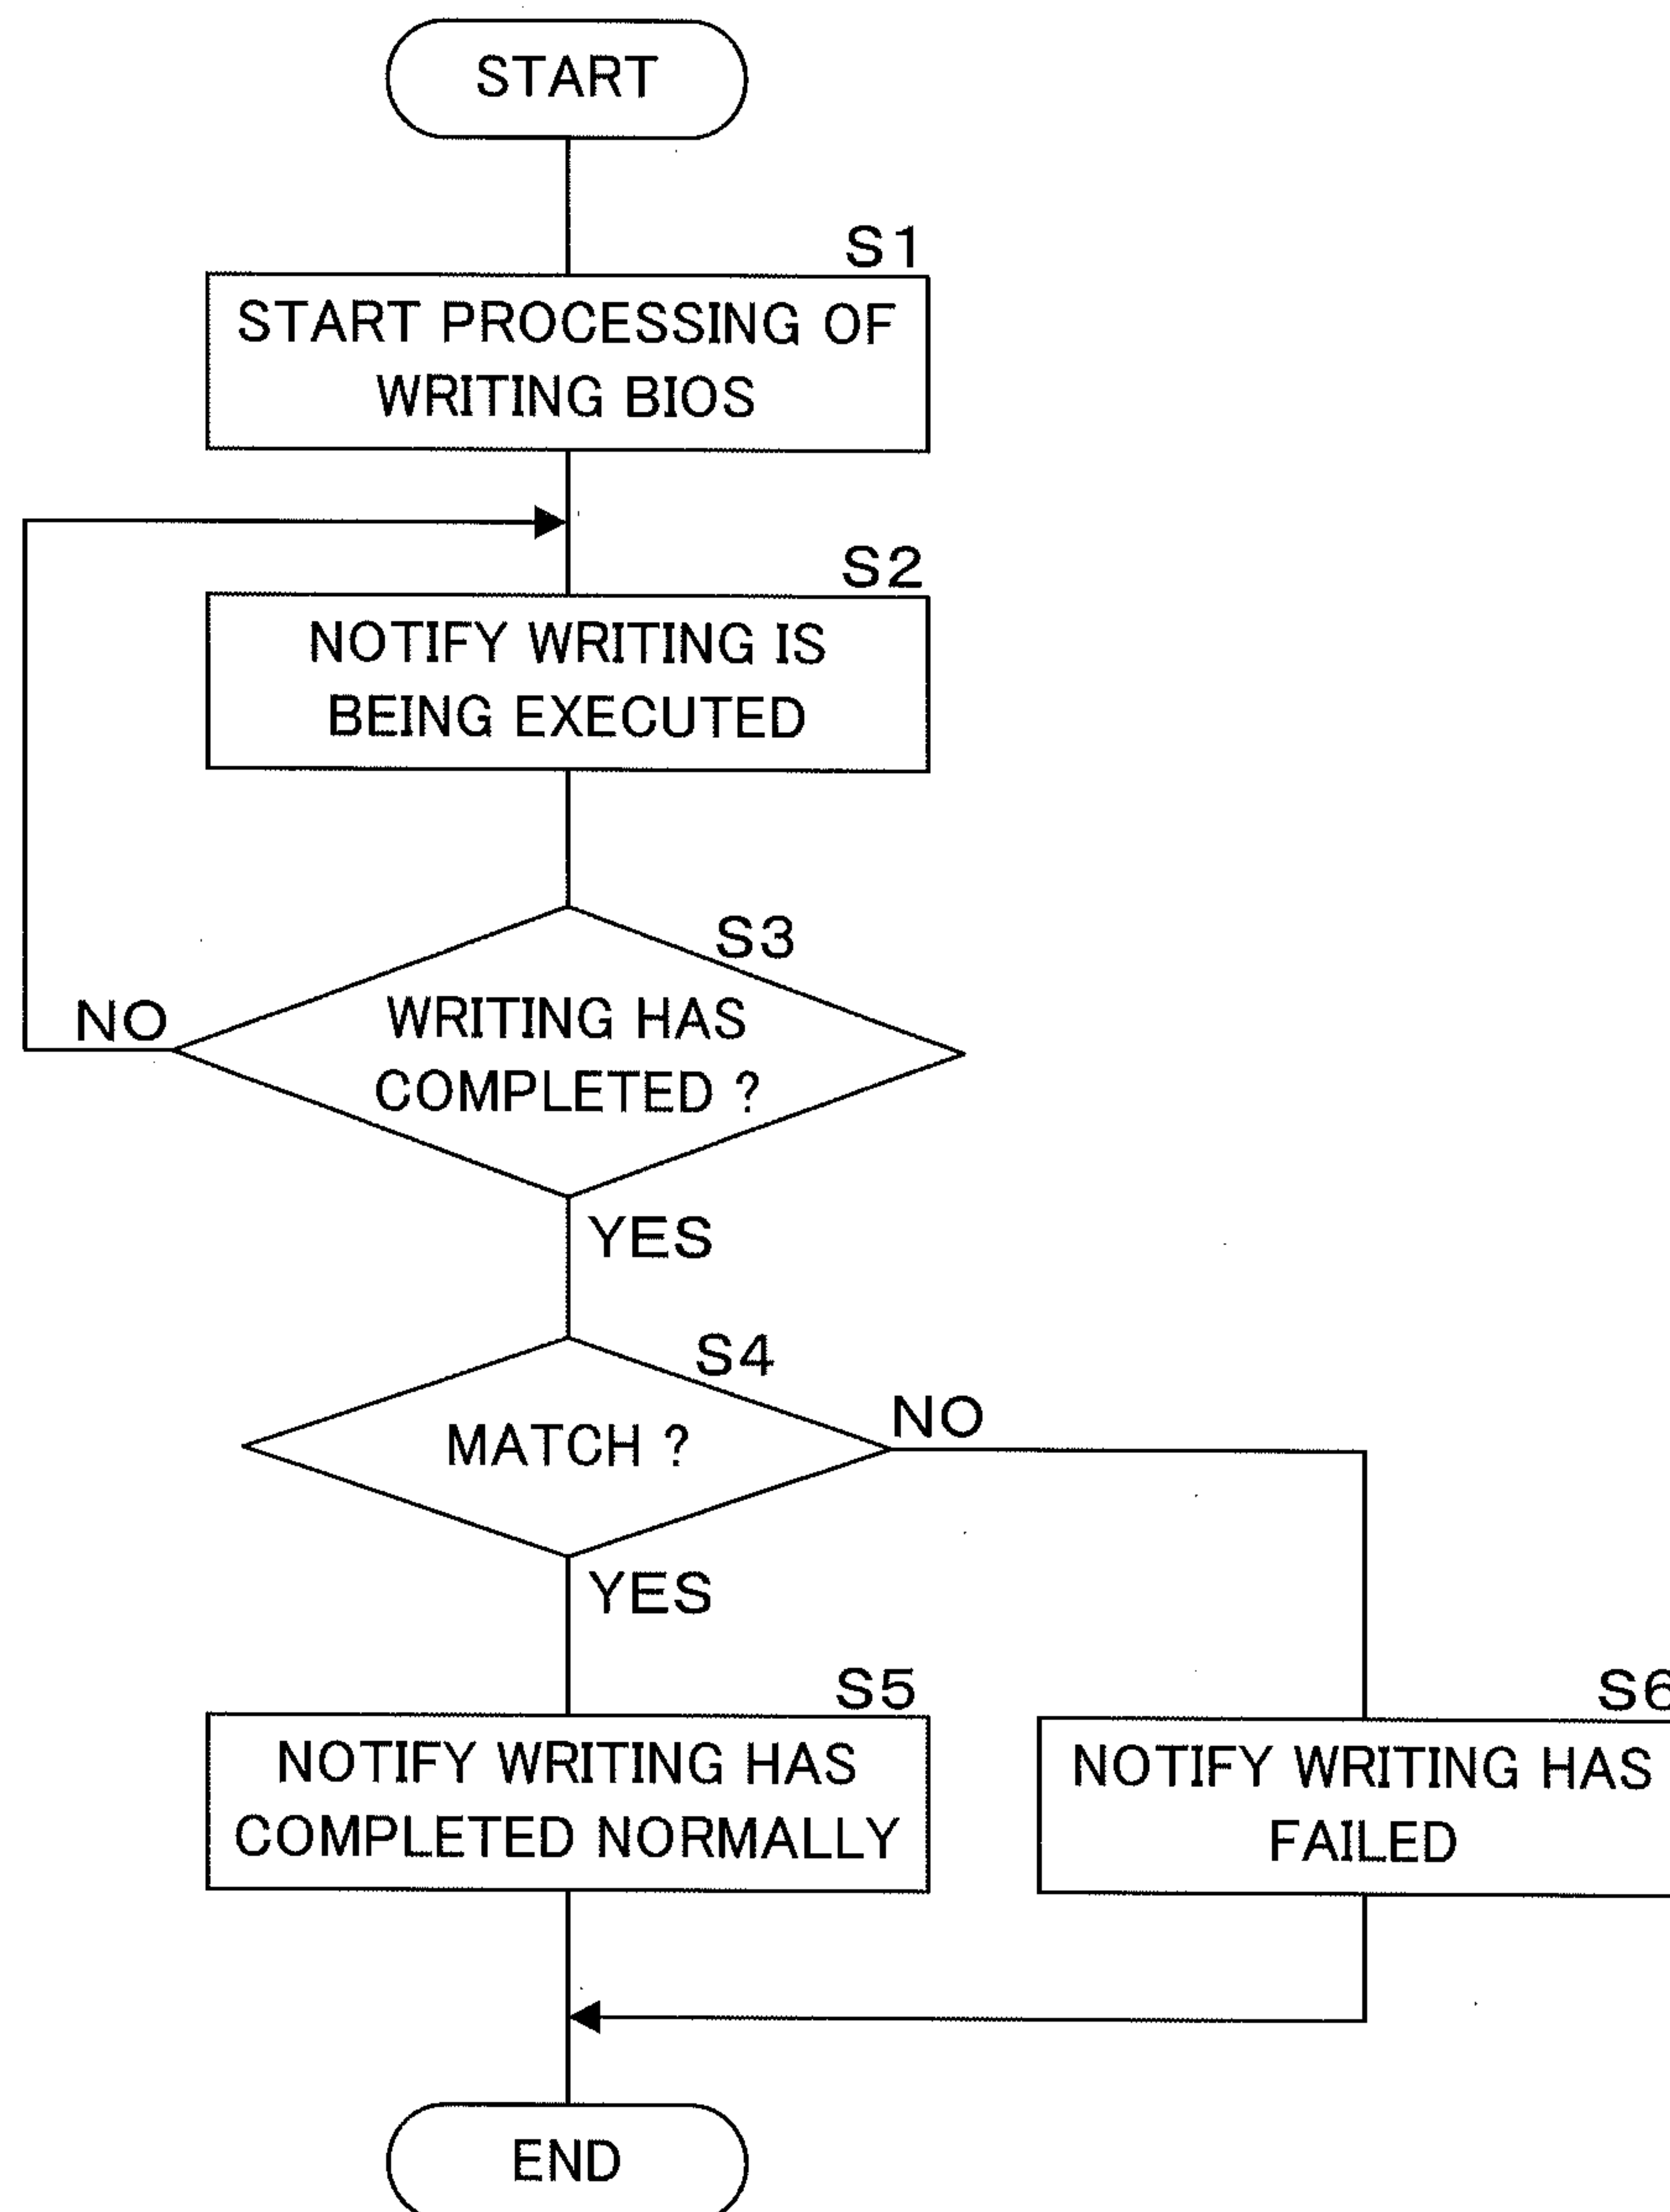 START
S1
START PROCESSING OF
WRITING BIOS
S2
NOTIFY WRITING IS
BEING EXECUTED
S3
NO
WRITING HAS
COMPLETED ?
YES
S4
NO
MATCH ?
YES
S5
NOTIFY WRITING HAS
COMPLETED NORMALLY
S6
NOTIFY WRITING HAS
FAILED
END